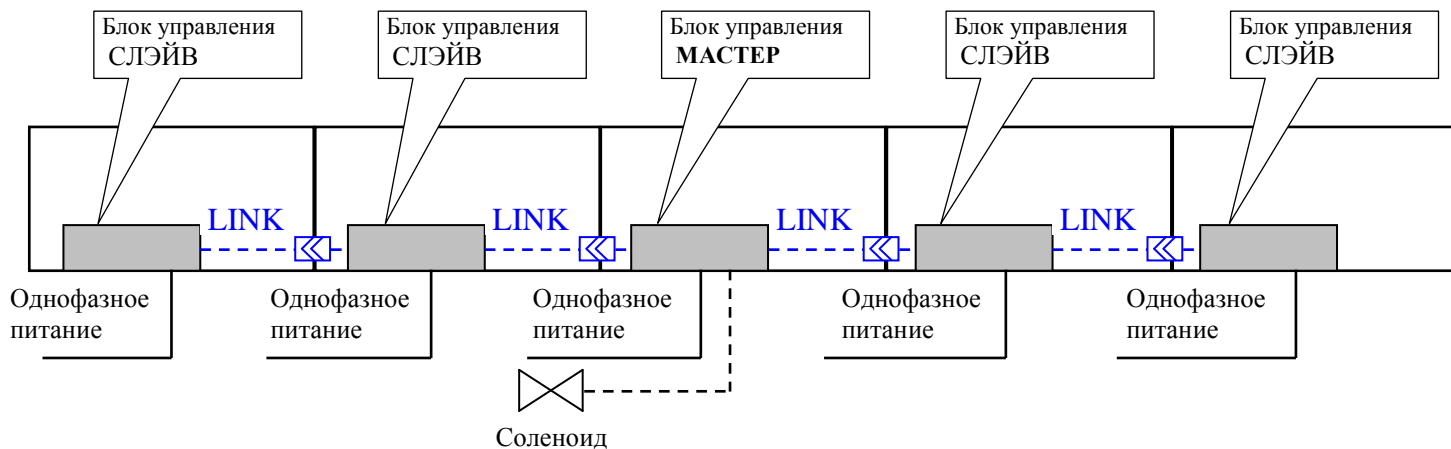 Блок управления
СЛЭЙВ
Блок управления
СЛЭЙВ
Блок управления
МАСТЕР
Блок управления
СЛЭЙВ
Блок управления
СЛЭЙВ
LINK
LINK
LINK
LINK
Однофазное
питание
Однофазное
питание
Однофазное
питание
Однофазное
питание
Однофазное
питание
Соленоид